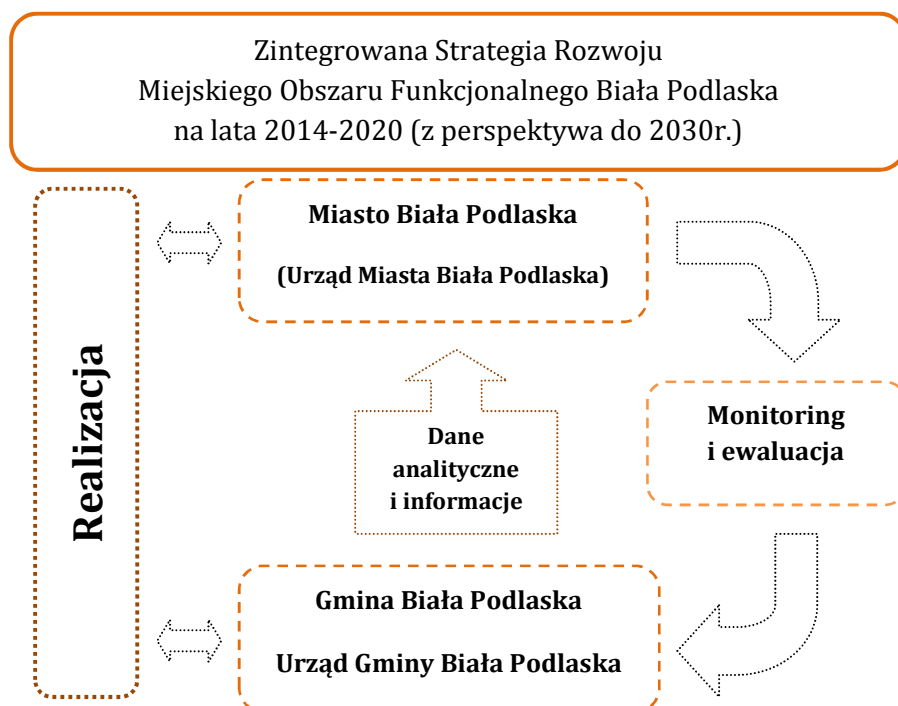 Zintegrowana Strategia Rozwoju
Miejskiego Obszaru Funkcjonalnego Biała Podlaska
na lata 2014-2020 (z perspektywa do 2030r.)
Realizacja
Miasto Biała Podlaska
(Urząd Miasta Biała Podlaska)
Dane
analityczne
i informacje
Monitoring
i ewaluacja
Gmina Biała Podlaska
Urząd Gminy Biała Podlaska